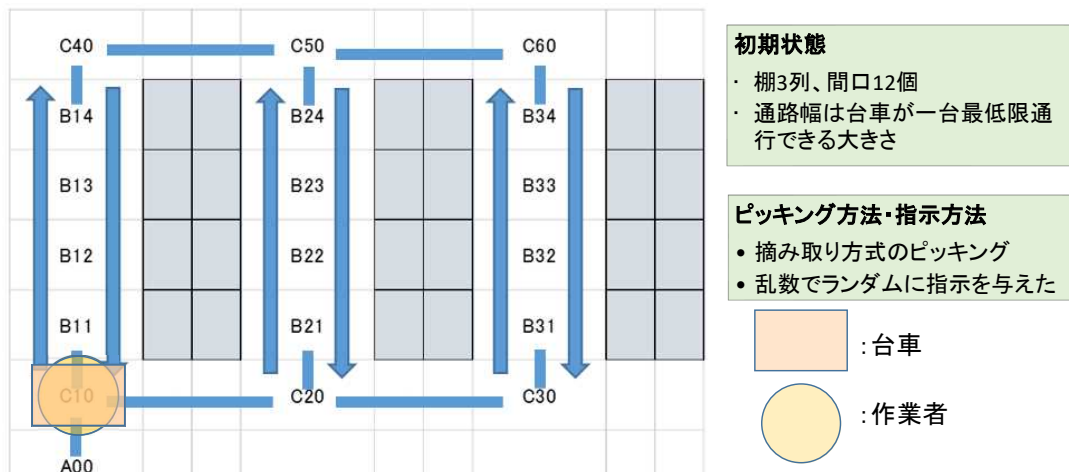 C40 C50 C60
B14 B24 B34
B13 B23 B33
B12 B22 B32
B11 B21 B31
C10 C20 C30
A00
初期状態
· 棚3列、間口12個
· 通路幅は台車が一台最低限通
行できる大きさ
ピッキング方法・指示方法
• 摘み取り方式のピッキング
• 乱数でランダムに指示を与えた
:台車
:作業者